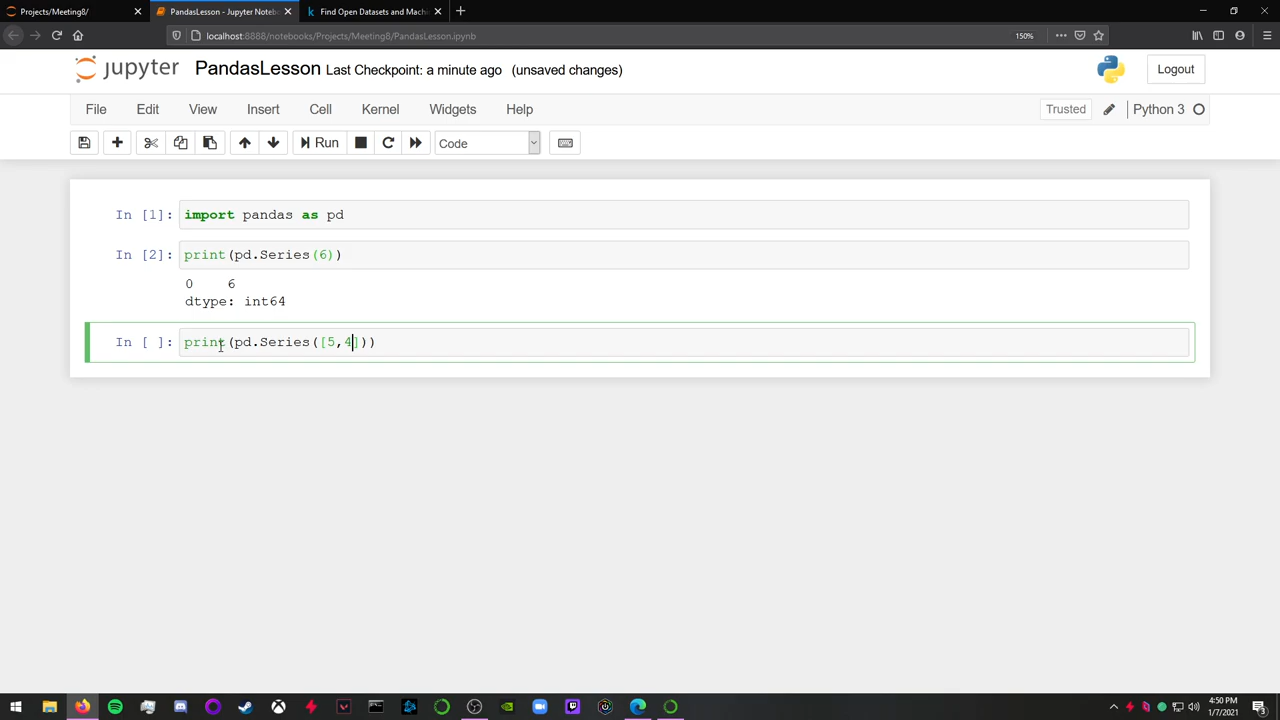 Projects/Meeting8/
PandasLesson - Jupyter Noteb
Find Open Datasets and Machi
localhost:8888/notebooks/Projects/Meeting8/PandasLesson.ipynb
150%
jupyter PandasLesson Last Checkpoint: a minute ago (unsaved changes)
Logout
File Edit View Insert Cell Kernel Widgets Help
Trusted
Python 3
Run
Code
In [1]: import pandas as pd
In [2]: print(pd.Series(6))
0 6
dtype: int64
In [ ]: print(pd.Series([5,4]))
4:50 PM
1/7/2021
3